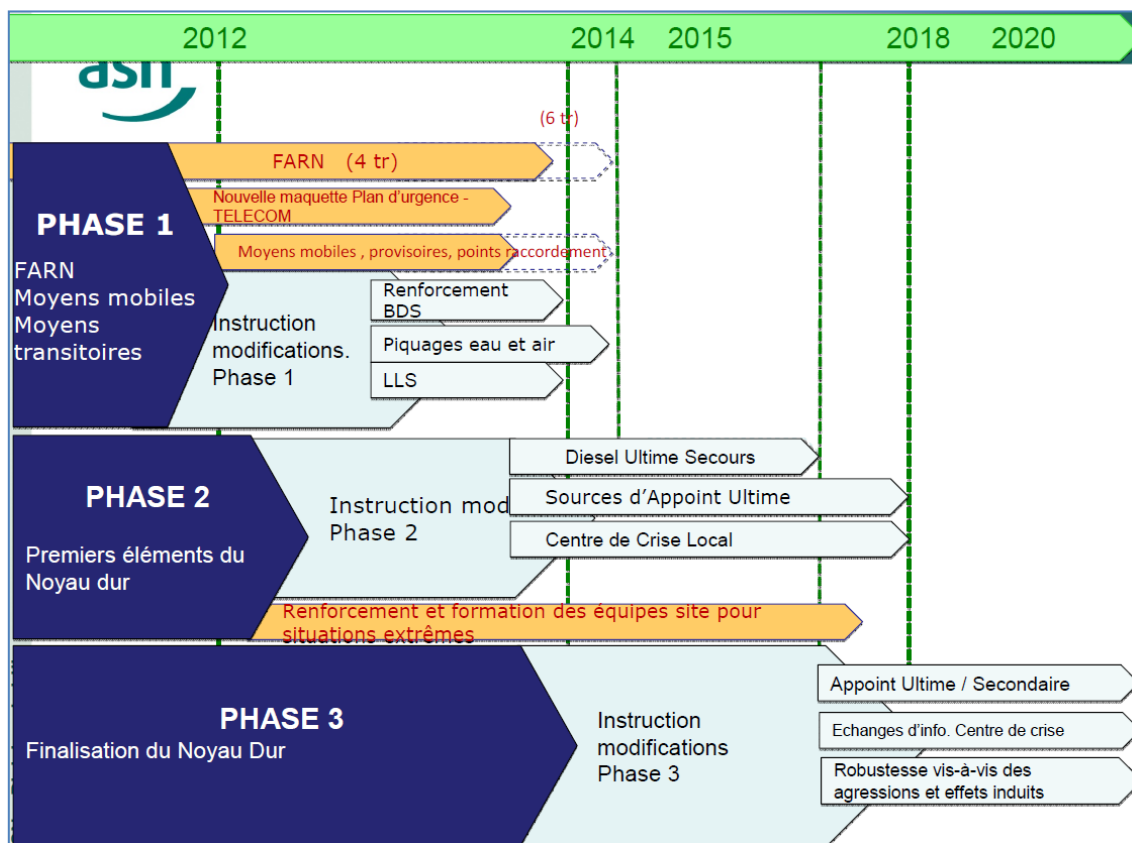 2012 2014 2015 2018 2020
asn
(6 tr)
FARN (4 tr)
Nouvelle maquette Plan d'urgence -
TELECOM
PHASE 1
Moyens mobiles , provisoires, points raccordement
FARN
Moyens mobiles
Moyens
transitoires
Instruction
modifications.
Phase 1
Renforcement
BDS
Piquages eau et air
LLS
PHASE 2
Premiers éléments du
Noyau dur
Instruction mod
Phase 2
Diesel Ultime Secours
Sources d'Appoint Ultime
Centre de Crise Local
Renforcement et formation des équipes site pour
situations extrêmes
PHASE 3
Finalisation du Noyau Dur
Instruction
modifications
Phase 3
Appoint Ultime / Secondaire
Echanges d'info. Centre de crise
Robustesse vis-à-vis des
agressions et effets induits